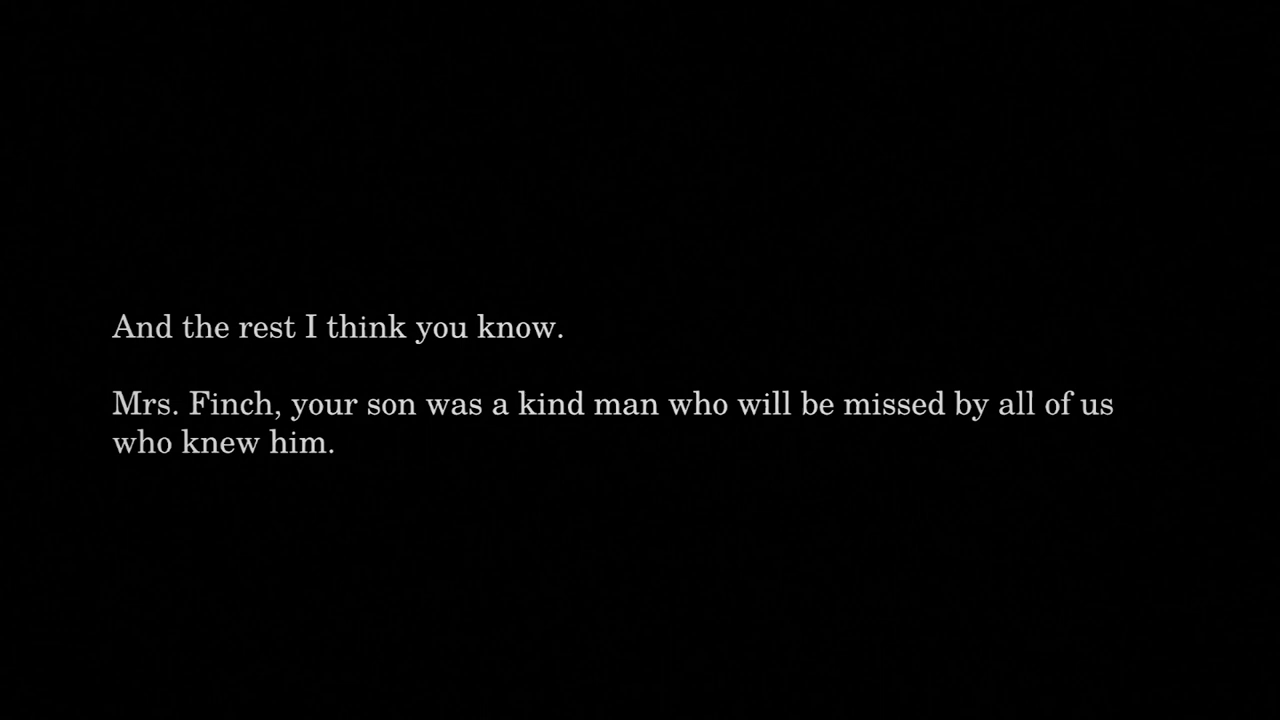 And the rest I think you know.
Mrs. Finch, your son was a kind man who will be missed by all of us
who knew him.